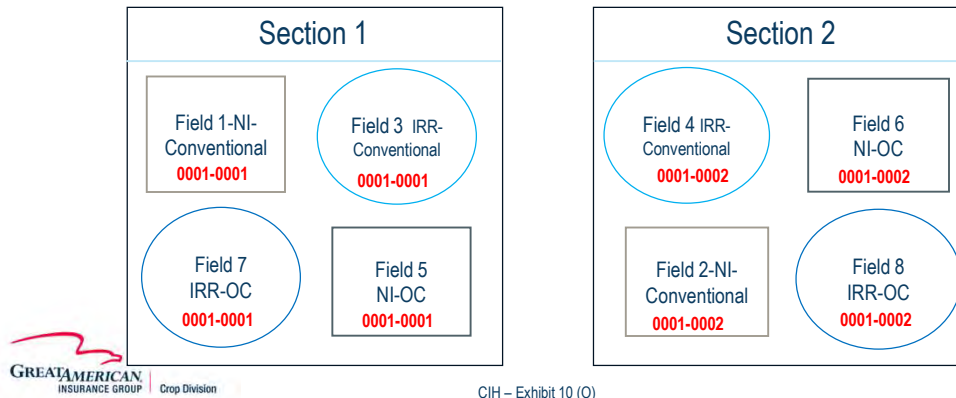 Section 1
Field 1-NI-
Conventional
0001-0001
Field 3 IRR-
Conventional
0001-0001
Field 7
IRR-OC
0001-0001
Field 5
NI-OC
0001-0001
Section 2
Field 4 IRR-
Conventional
0001-0002
Field 6
NI-OC
0001-0002
Field 2-NI-
Conventional
0001-0002
Field 8
IRR-OC
0001-0002
GREATAMERICAN.
INSURANCE GROUP Crop Division
CIH – Exhibit 10 (O)